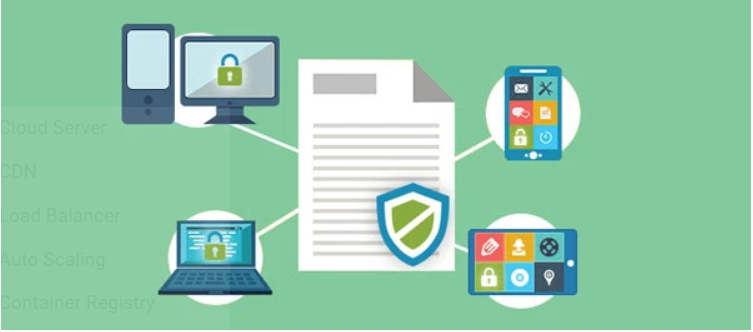 Cloud Server
CDN
Load Balancer
Auto Scaling
Container Registry